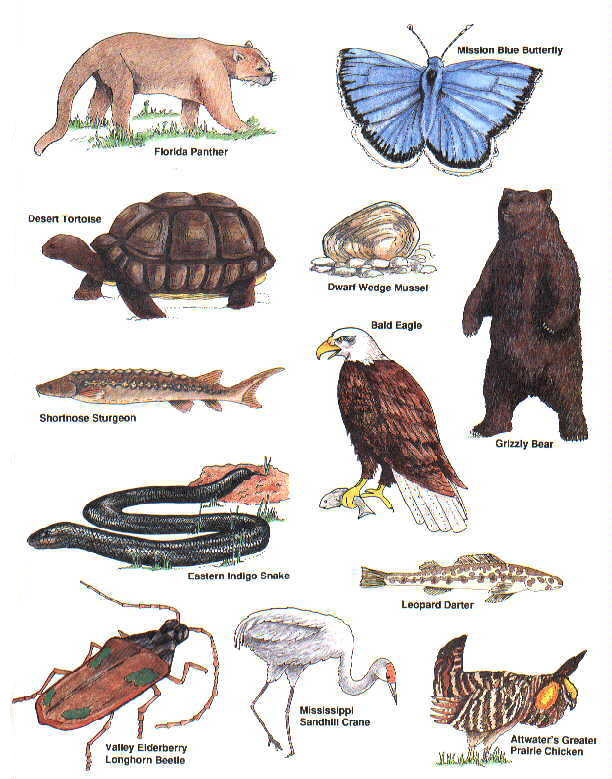 Mission Blue Butterfly
Florida Panther
Desert Tortoise
Dwarf Wedge Mussel
Bald Eagle
Shortnose Sturgeon
Grizzly Bear
Eastern Indigo Snake
Leopard Darter
Mississippi
Sandhill Crane
Valley Elderberry
Longhorn Beetle
Attwater's Greater
Prairie Chicken